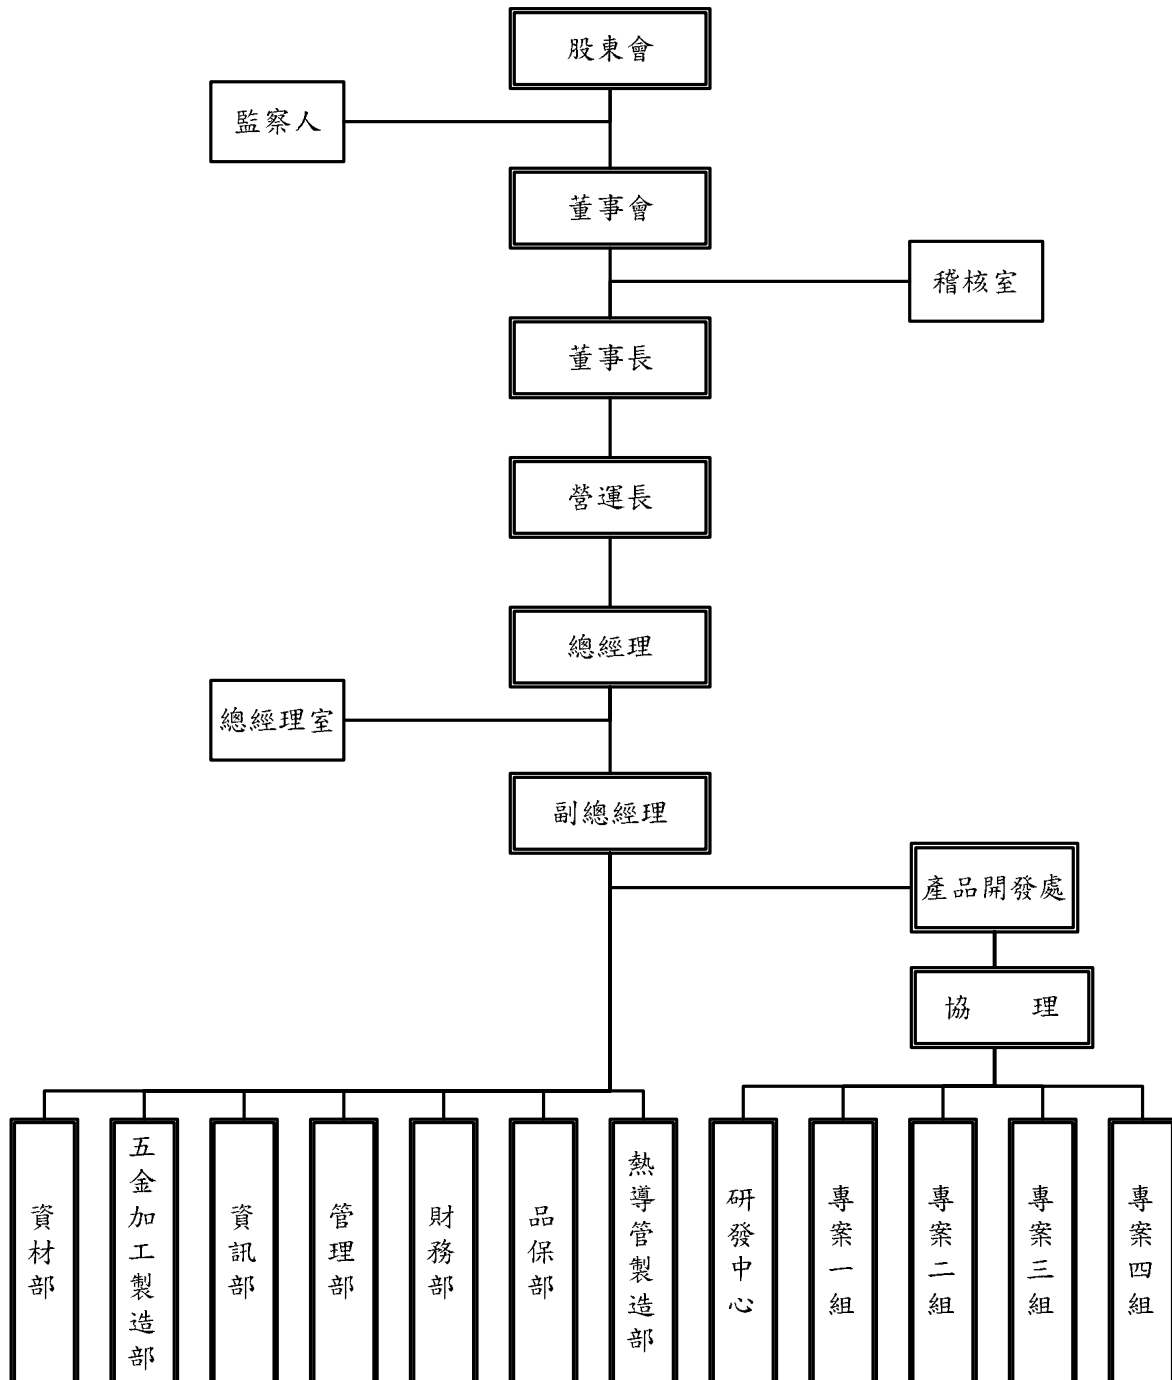 股東會
監察人
董事會
稽核室
董事長
營運長
總經理
總經理室
副總經理
產品開發處
協　　理
資材部
五金加工製造部
資訊部
管理部
財務部
品保部
熱導管製造部
研發中心
專案一組
專案二組
專案三組
專案四組